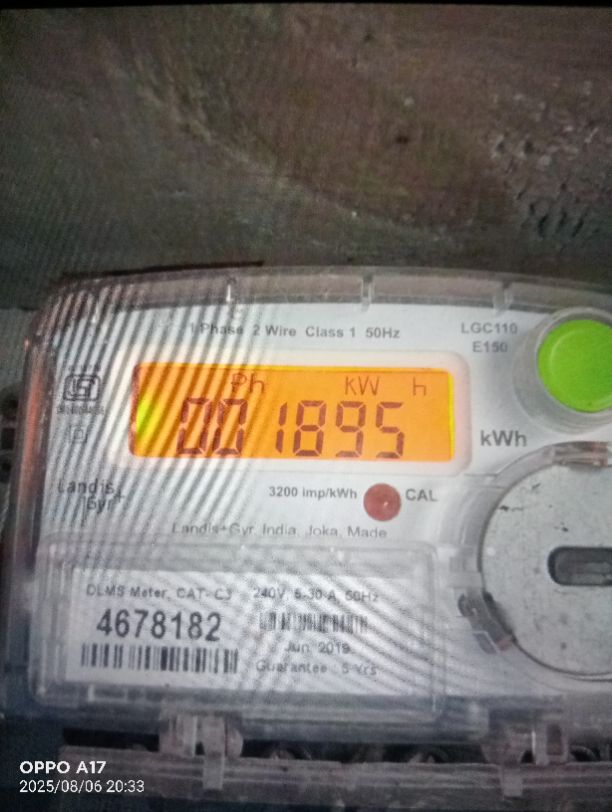 1 Phase 2 Wire Class 1 50Hz
LGC110
E150
Ph kW h
001895
kWh
Landis+
Gyr
3200 imp/kWh CAL
Landis+Gyr, India, Joka, Made
DLMS Meter, CAT- C3 240V, 5-30 A, 50Hz
4678182
Jun, 2019
Guarantee : 5 Yrs
OPPO A17
2025/08/06 20:33